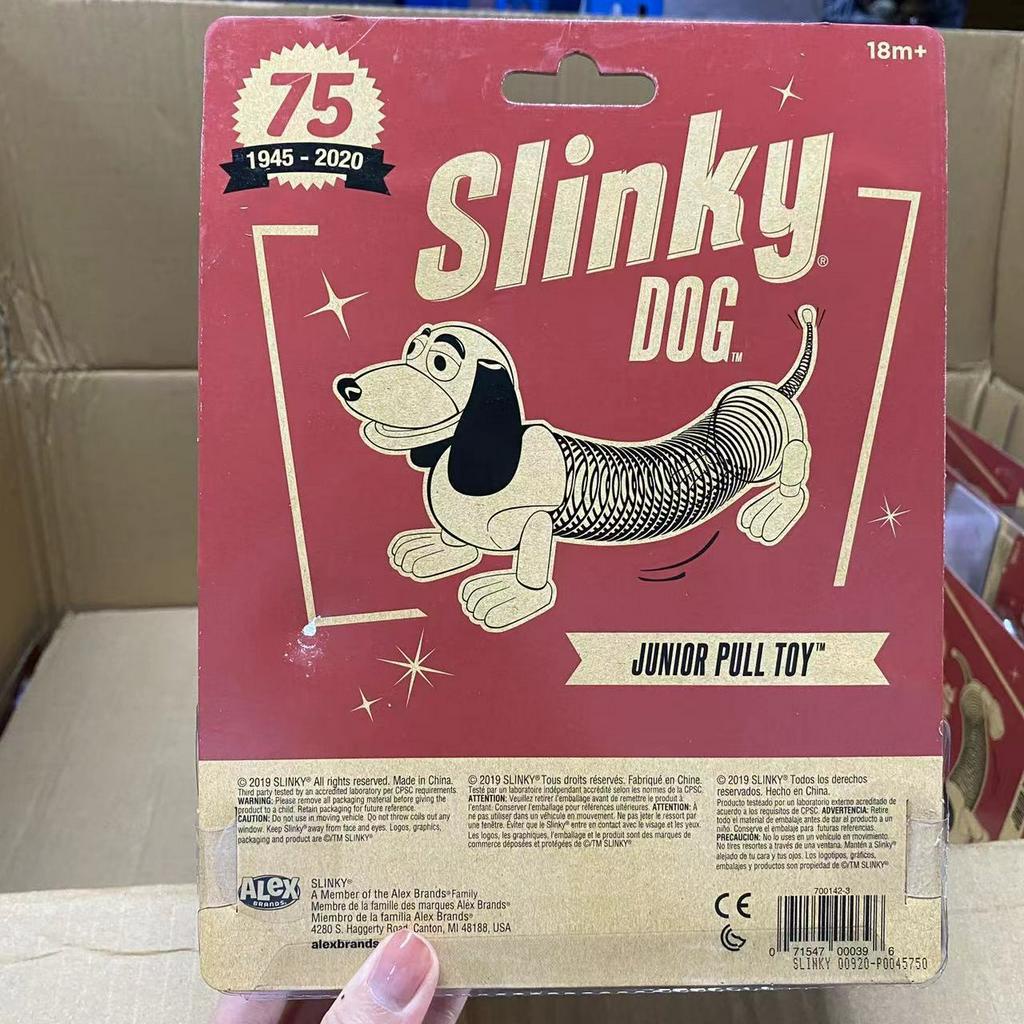 18m+
75
1945 - 2020
Slinky®
DOG™
JUNIOR PULL TOY™
© 2019 SLINKY® All rights reserved. Made in China.
Third party tested by an accredited laboratory per CPSC requirements.
WARNING: Please remove all packaging material before giving the
product to a child. Retain packaging for future reference.
CAUTION: Do not use in moving vehicle. Do not throw coils out any
window. Keep Slinky® away from face and eyes. Logos, graphics,
packaging and product are ©/TM SLINKY®
© 2019 SLINKY® Tous droits réservés. Fabriqué en Chine.
Testé par un laboratoire indépendant accrédité selon les normes de la CPSC.
ATTENTION: Veuillez retirer l'emballage avant de remettre le produit à
l'enfant. Conserver l'emballage pour références ultérieures. ATTENTION: À
ne pas utiliser dans un véhicule en mouvement. Ne pas jeter le ressort par
une fenêtre. Éviter que le Slinky® entre en contact avec le visage et les yeux.
Les logos, les graphiques, l'emballage et le produit sont des marques de
commerce déposées et protégées de ©/TM SLINKY®
© 2019 SLINKY® Todos los derechos
reservados. Hecho en China.
Producto testeado por un laboratorio externo acreditado de
acuerdo a los requisitos de CPSC. ADVERTENCIA: Retire
todo el material de embalaje antes de dar el producto a un
niño. Conserve el embalaje para futuras referencias.
PRECAUCIÓN: No lo uses en un vehículo en movimiento.
No tires resortes a través de una ventana. Mantén a Slinky®
alejado de tu cara y tus ojos. Los logotipos, gráficos,
embalajes y productos son propiedad de ©/TM SLINKY®
ALEX
BRANDS.
SLINKY®
A Member of the Alex Brands® Family
Membre de la famille des marques Alex Brands®
Miembro de la familia Alex Brands®
4280 S. Haggerty Road, Canton, MI 48188, USA
alexbrands
CE
700142-3
0 71547 00039 6
SLINKY 00920-P0045750